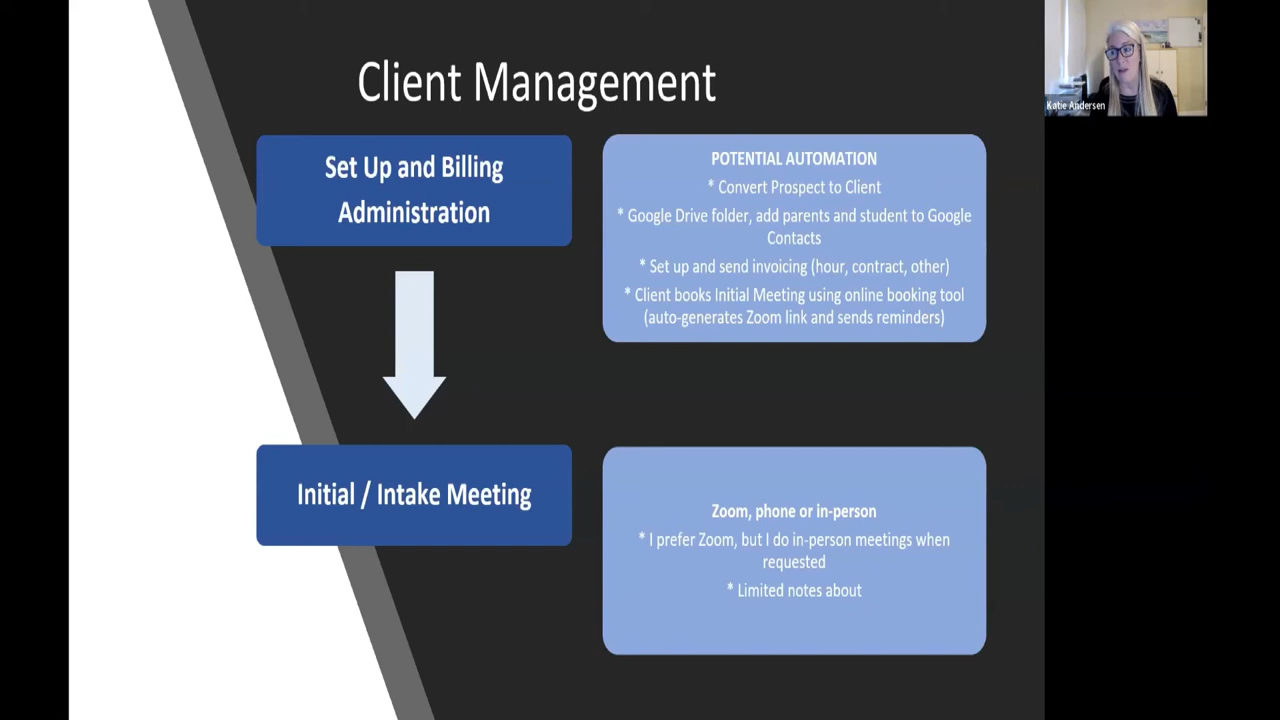 Client Management
Katie Andersen
Set Up and Billing
Administration
POTENTIAL AUTOMATION
* Convert Prospect to Client
* Google Drive folder, add parents and student to Google
Contacts
* Set up and send invoicing (hour, contract, other)
* Client books Initial Meeting using online booking tool
(auto-generates Zoom link and sends reminders)
Initial / Intake Meeting
Zoom, phone or in-person
* I prefer Zoom, but I do in-person meetings when
requested
* Limited notes about